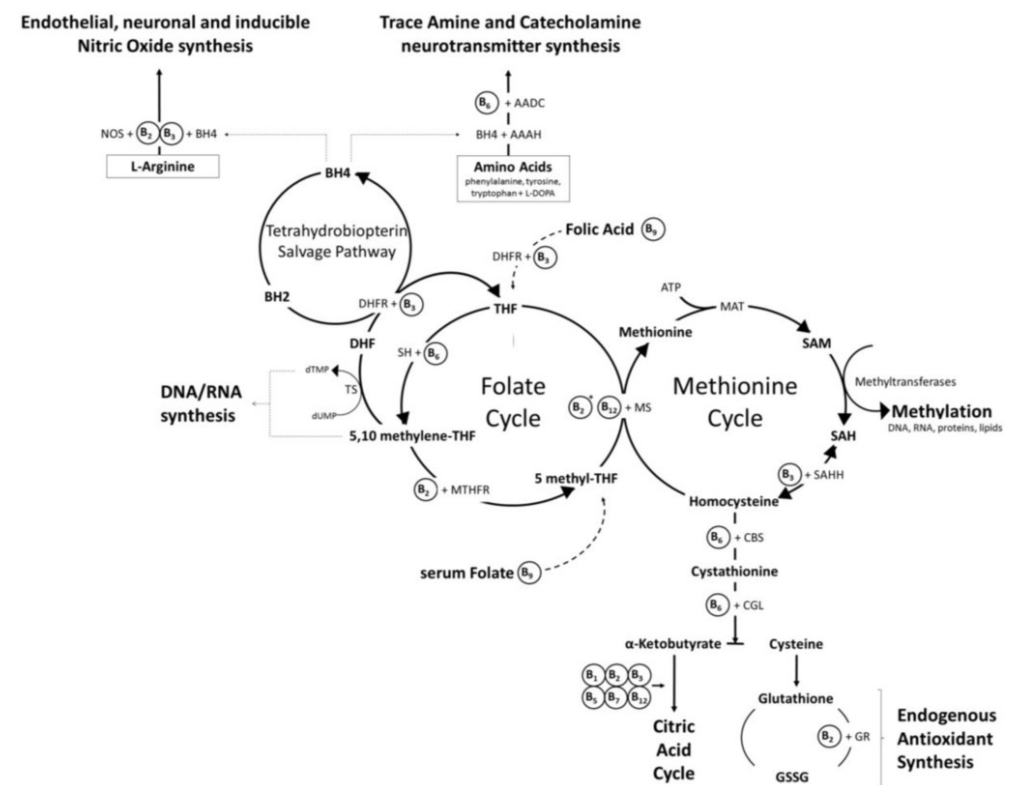 Endothelial, neuronal and inducible
Nitric Oxide synthesis
Trace Amine and Catecholamine
neurotransmitter synthesis
B6 + AADC
NOS + B2 B3 + BH4
BH4 + AAAH
L-Arginine
Amino Acids
phenylalanine, tyrosine,
tryptophan + L-DOPA
BH4
Tetrahydrobiopterin
Salvage Pathway
Folic Acid B9
DHFR + B3
BH2
DHFR + B3
THF
ATP
MAT
Methionine
DHF
SH + B6
SAM
dTMP
TS
dUMP
DNA/RNA
synthesis
Folate
Cycle
B2* B12 + MS
Methionine
Cycle
Methyltransferases
Methylation
DNA, RNA, proteins, lipids
5,10 methylene-THF
SAH
B2 + MTHFR
5 methyl-THF
B3 + SAHH
Homocysteine
B6 + CBS
serum Folate B9
Cystathionine
B6 + CGL
α-Ketobutyrate
Cysteine
B1 B2 B3
B5 B7 B12
Glutathione
Citric
Acid
Cycle
B2 + GR
GSSG
Endogenous
Antioxidant
Synthesis